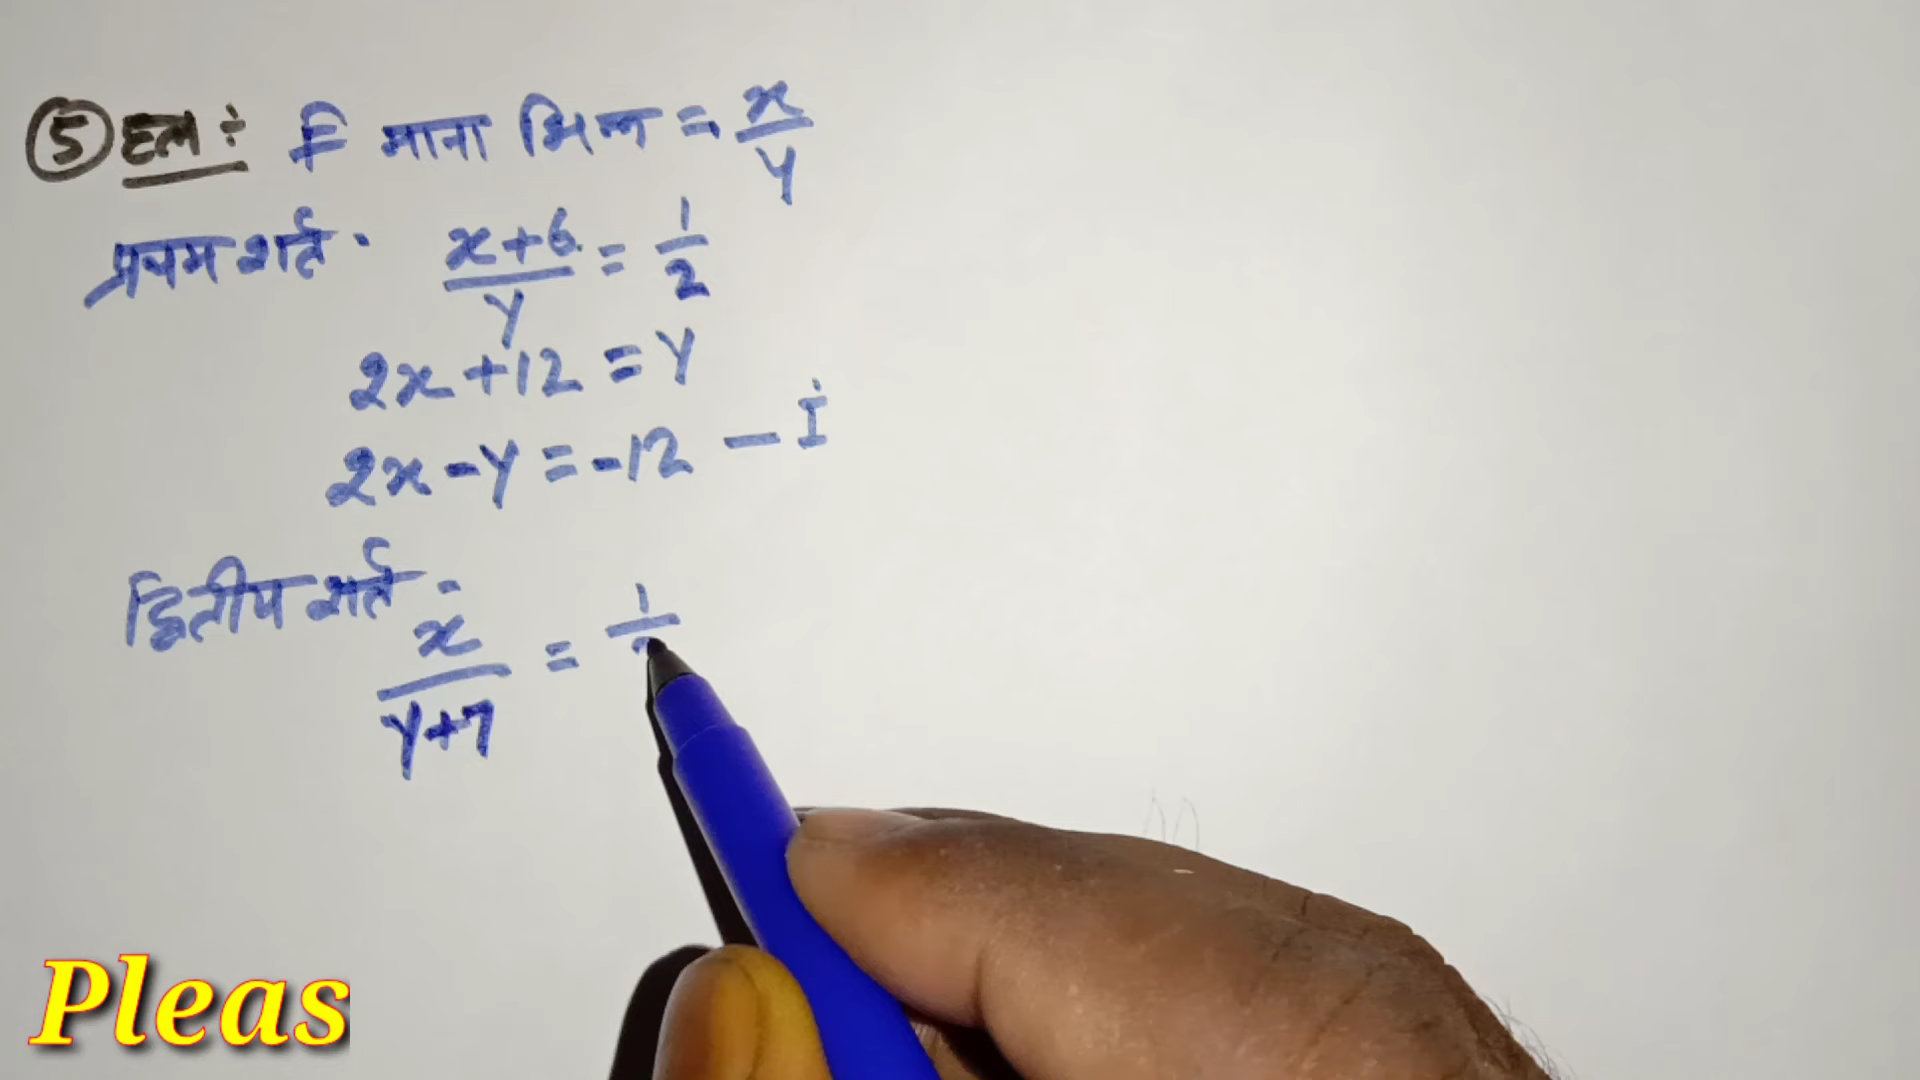 5 हल ÷ F माना भिन्न = x/y
प्रथम शर्त - (x+6)/y = 1/2
2x+12 = y
2x-y = -12 — I
द्वितीय शर्त -
x/(y+7) = 1/
Pleas